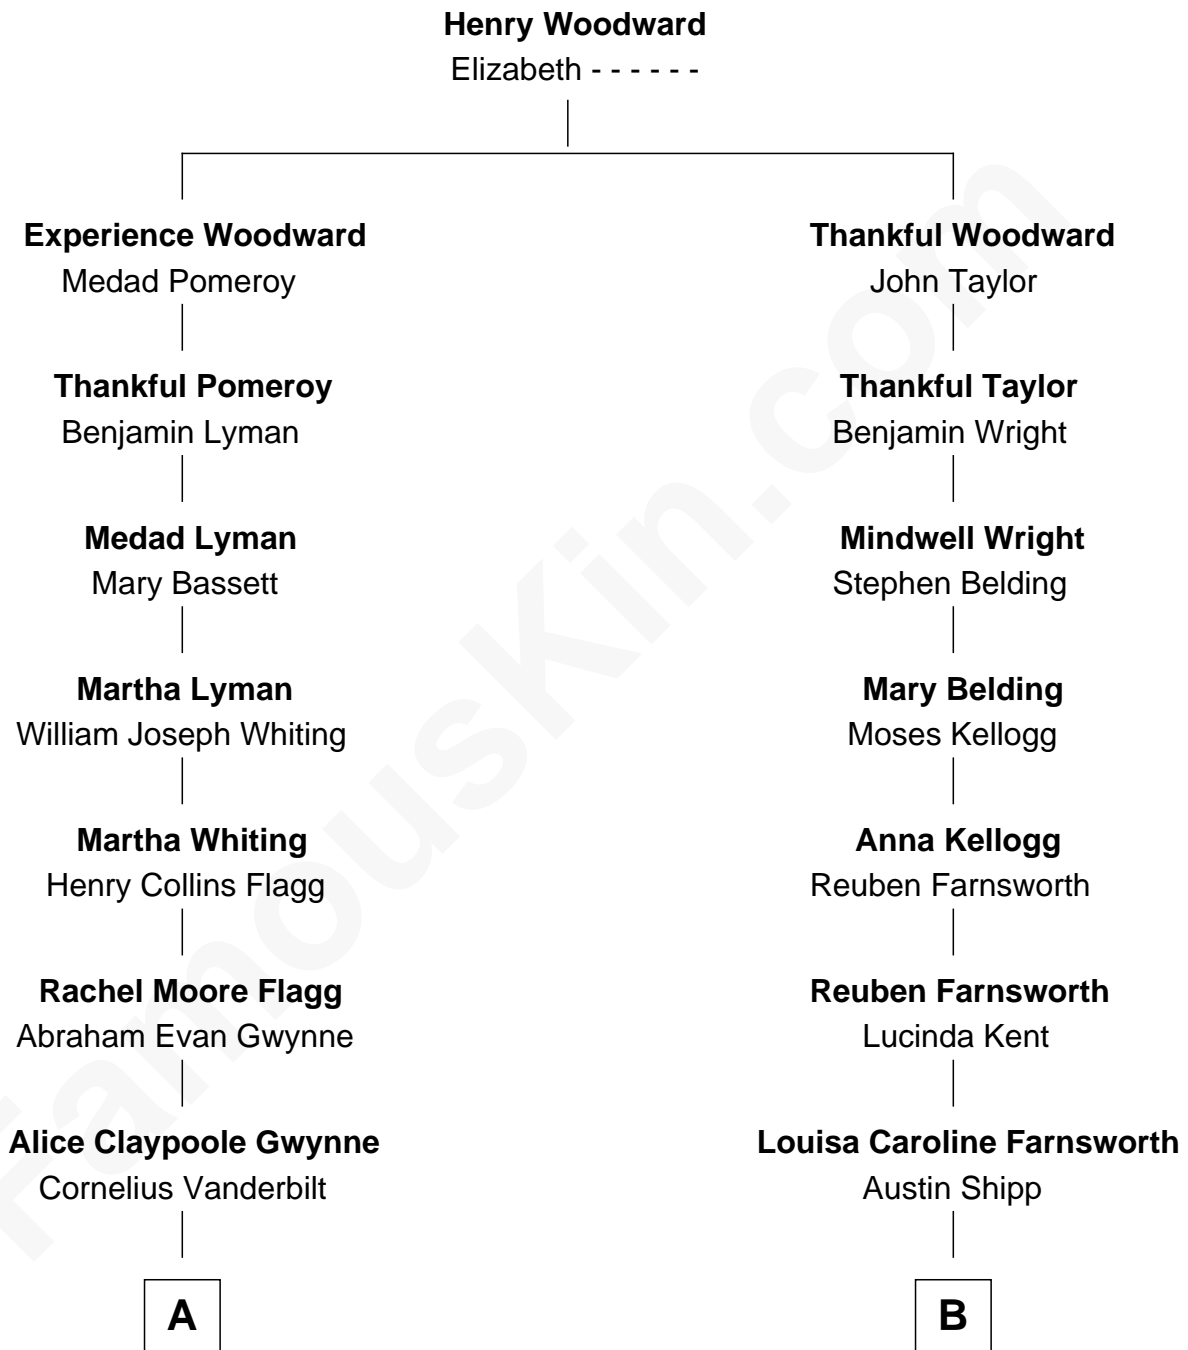 Henry Woodward
Elizabeth - - - - - -
Experience Woodward
Medad Pomeroy
Thankful Woodward
John Taylor
Thankful Pomeroy
Benjamin Lyman
Thankful Taylor
Benjamin Wright
Medad Lyman
Mary Bassett
Mindwell Wright
Stephen Belding
Martha Lyman
William Joseph Whiting
Mary Belding
Moses Kellogg
Martha Whiting
Henry Collins Flagg
Anna Kellogg
Reuben Farnsworth
Rachel Moore Flagg
Abraham Evan Gwynne
Reuben Farnsworth
Lucinda Kent
Alice Claypoole Gwynne
Cornelius Vanderbilt
Louisa Caroline Farnsworth
Austin Shipp
A
B
FamousKin.com